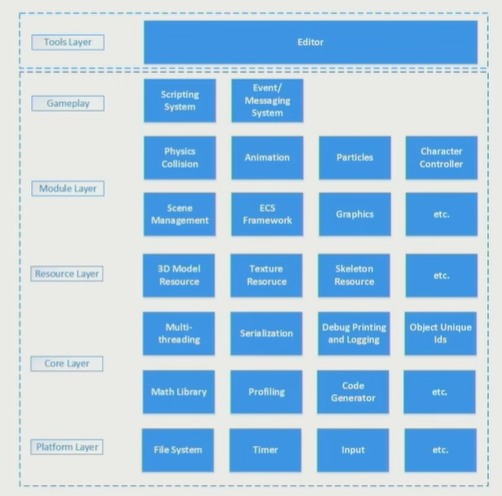 Tools Layer
Editor
Gameplay
Scripting
System
Event/
Messaging
System
Module Layer
Physics
Collision
Animation
Particles
Character
Controller
Scene
Management
ECS
Framework
Graphics
etc.
Resource Layer
3D Model
Resource
Texture
Resoruce
Skeleton
Resource
etc.
Core Layer
Multi-
threading
Serialization
Debug Printing
and Logging
Object Unique
Ids
Math Library
Profiling
Code
Generator
etc.
Platform Layer
File System
Timer
Input
etc.